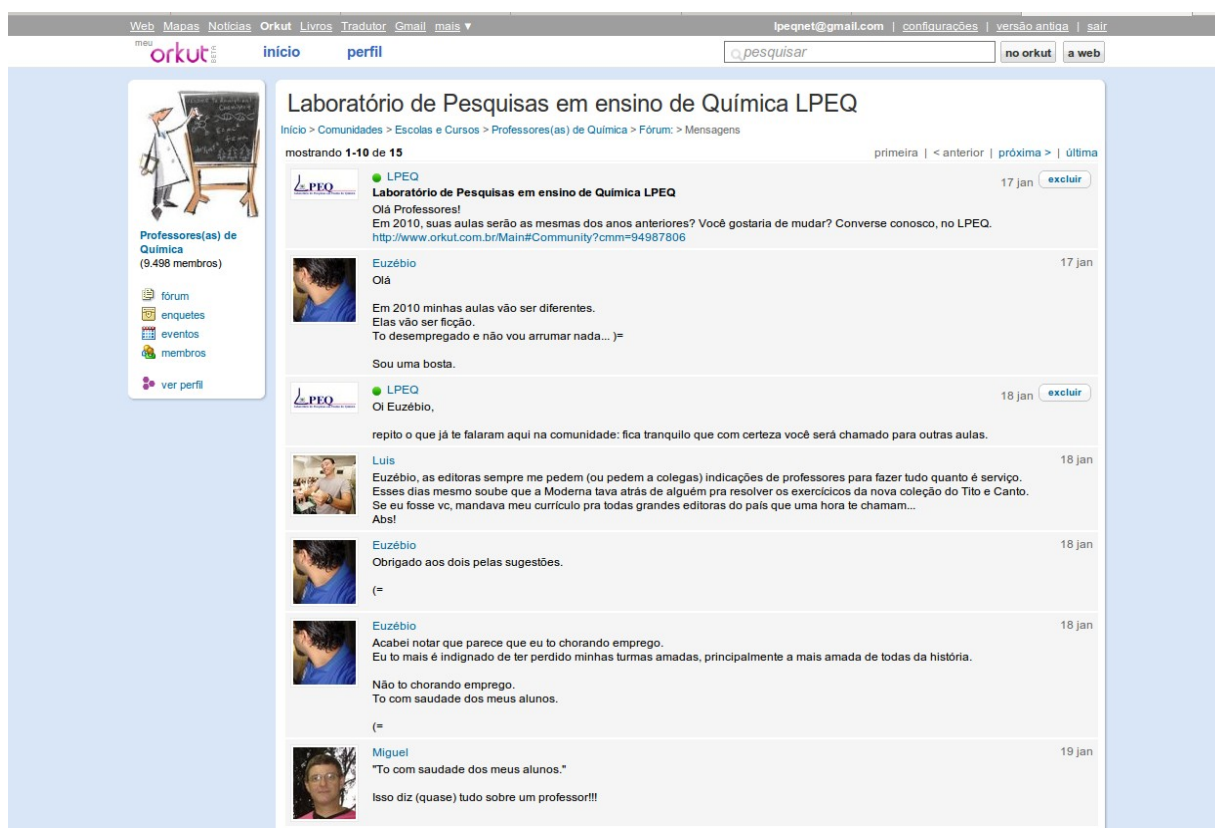 Web Mapas Notícias Orkut Livros Tradutor Gmail mais ▼
lpeqnet@gmail.com | configurações | versão antiga | sair
meu orkut BETA
início perfil
pesquisar
no orkut a web
Professores(as) de
Química
(9.498 membros)
fórum
enquetes
eventos
membros
ver perfil
Laboratório de Pesquisas em ensino de Química LPEQ
Início > Comunidades > Escolas e Cursos > Professores(as) de Química > Fórum: > Mensagens
mostrando 1-10 de 15
primeira | < anterior | próxima > | última
LPEQ
LPEQ
17 jan excluir
Laboratório de Pesquisas em ensino de Química LPEQ
Olá Professores!
Em 2010, suas aulas serão as mesmas dos anos anteriores? Você gostaria de mudar? Converse conosco, no LPEQ.
http://www.orkut.com.br/Main#Community?cmm=94987806
Euzébio
17 jan
Olá
Em 2010 minhas aulas vão ser diferentes.
Elas vão ser ficção.
To desempregado e não vou arrumar nada... )=
Sou uma bosta.
LPEQ
LPEQ
18 jan excluir
Oi Euzébio,
repito o que já te falaram aqui na comunidade: fica tranquilo que com certeza você será chamado para outras aulas.
Luis
18 jan
Euzébio, as editoras sempre me pedem (ou pedem a colegas) indicações de professores para fazer tudo quanto é serviço.
Esses dias mesmo soube que a Moderna tava atrás de alguém pra resolver os exercícicos da nova coleção do Tito e Canto.
Se eu fosse vc, mandava meu currículo pra todas grandes editoras do país que uma hora te chamam...
Abs!
Euzébio
18 jan
Obrigado aos dois pelas sugestões.
(=
Euzébio
18 jan
Acabei notar que parece que eu to chorando emprego.
Eu to mais é indignado de ter perdido minhas turmas amadas, principalmente a mais amada de todas da história.
Não to chorando emprego.
To com saudade dos meus alunos.
(=
Miguel
19 jan
"To com saudade dos meus alunos."
Isso diz (quase) tudo sobre um professor!!!